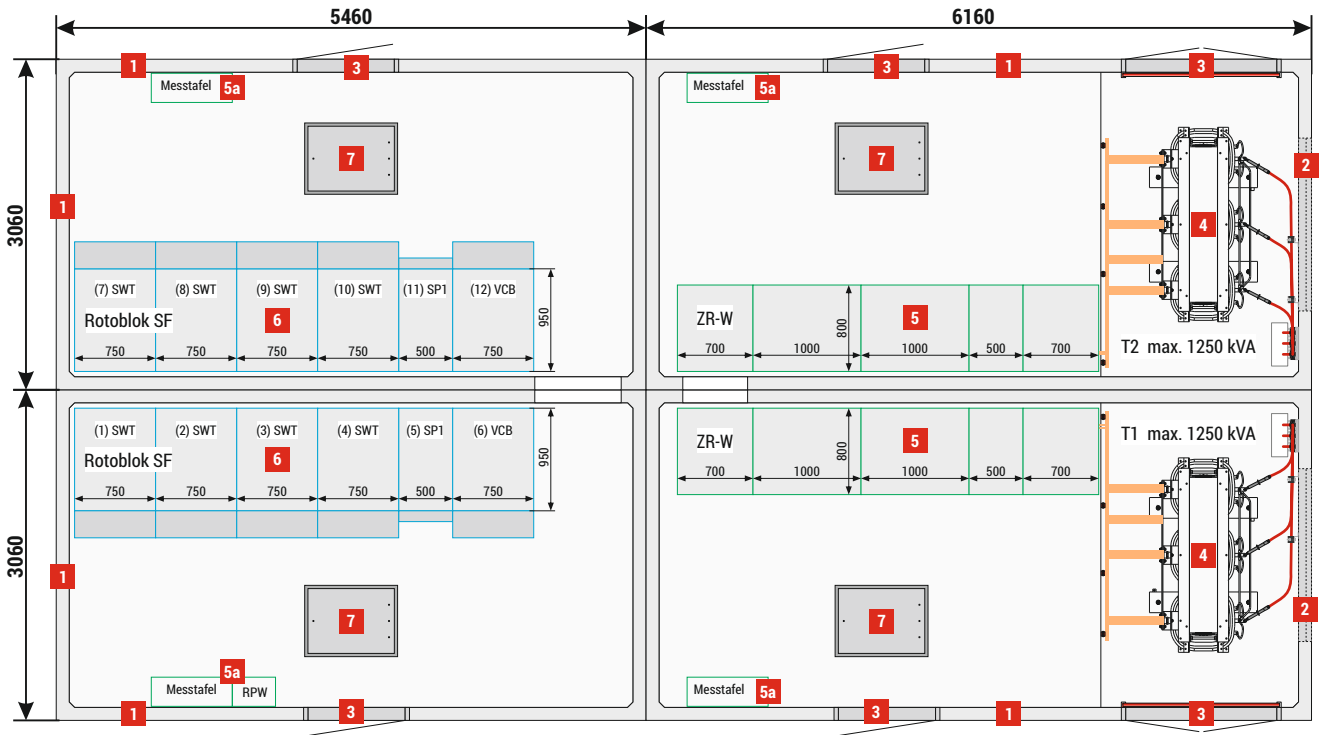 5460 6160
1 3 3 1 3
Messtafel 5a Messtafel 5a
7 7 2
3060 1 4
(7) SWT (8) SWT (9) SWT (10) SWT (11) SP1 (12) VCB
Rotoblok SF 6 950 ZR-W 800 5
750 750 750 750 500 750 700 1000 1000 500 700 T2 max. 1250 kVA
(1) SWT (2) SWT (3) SWT (4) SWT (5) SP1 (6) VCB T1 max. 1250 kVA
Rotoblok SF 6 950 ZR-W 800 5
750 750 750 750 500 750 700 1000 1000 500 700
3060 1 4
7 7 2
5a
Messtafel RPW Messtafel 5a
1 3 3 1 3